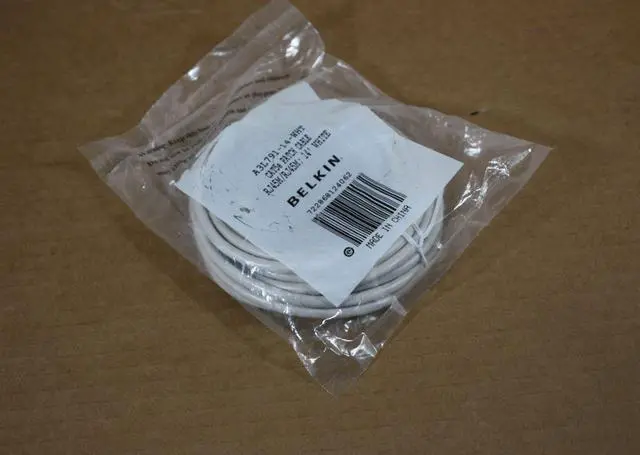 A3L791-14-WHT
CAT5e PATCH CABLE
RJ45M/RJ45M; 14' WHITE
BELKIN
722868124062
MADE IN CHINA